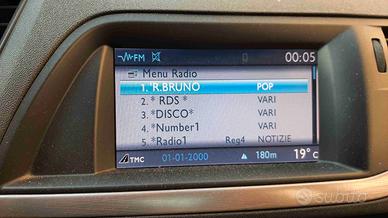 FM 00:05
Menu Radio
1. R.BRUNO POP
2. * RDS * VARI
3. *DISCO* VARI
4. *Number1 VARI
5 *Radio1 Reg4 NOTIZIE
TMC 01-01-2000 180m 19°c
subito